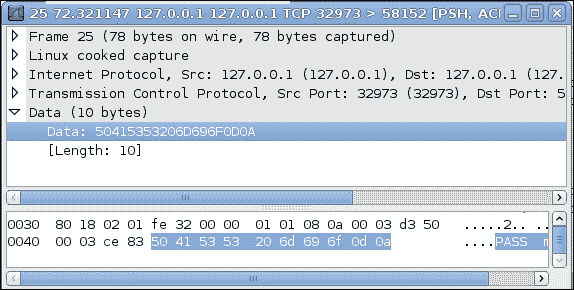 25 72.321147 127.0.0.1 127.0.0.1 TCP 32973 > 58152 [PSH, AC
Frame 25 (78 bytes on wire, 78 bytes captured)
Linux cooked capture
Internet Protocol, Src: 127.0.0.1 (127.0.0.1), Dst: 127.0.0.1 (127.
Transmission Control Protocol, Src Port: 32973 (32973), Dst Port: 5
Data (10 bytes)
Data: 50415353206D696F0D0A
[Length: 10]
0030 80 18 02 01 fe 32 00 00 01 01 08 0a 00 03 d3 50 .....2.. ..
0040 00 03 ce 83 50 41 53 53 20 6d 69 6f 0d 0a ....PASS m